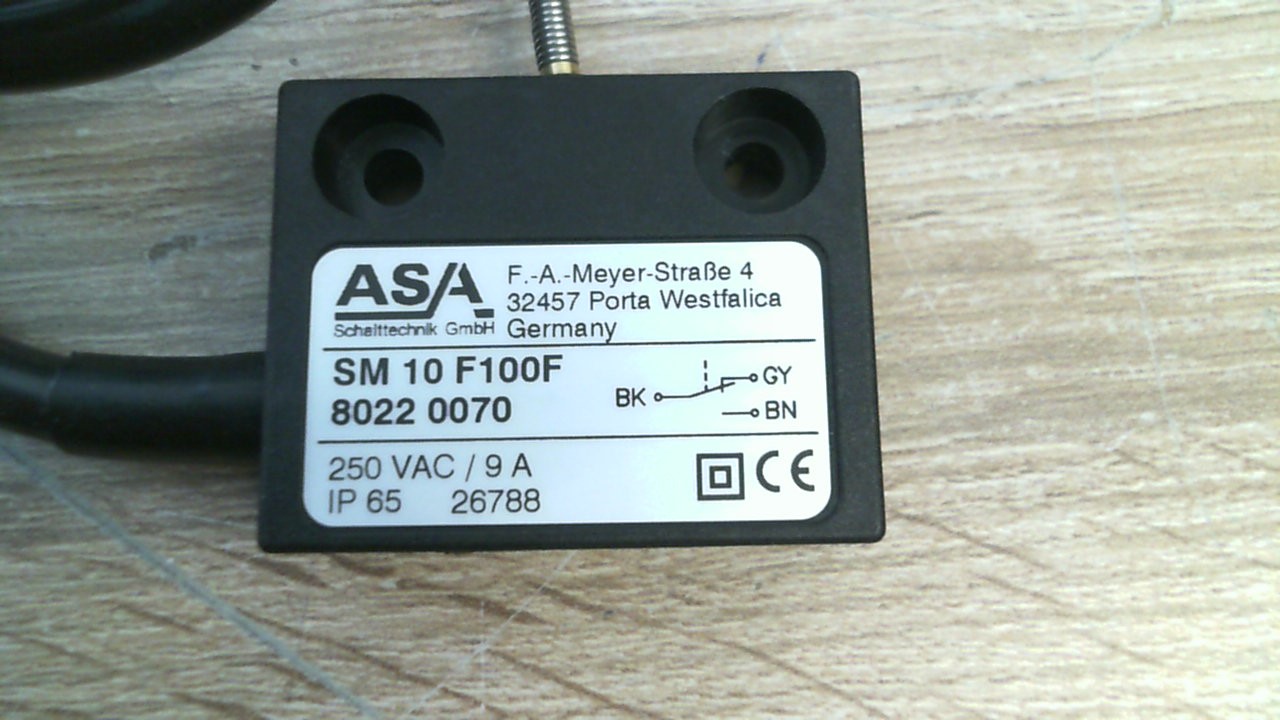 ASA
Schalttechnik GmbH
F.-A.-Meyer-Straße 4
32457 Porta Westfalica
Germany
SM 10 F100F
8022 0070
BK
GY
BN
250 VAC / 9 A
IP 65 26788
CE